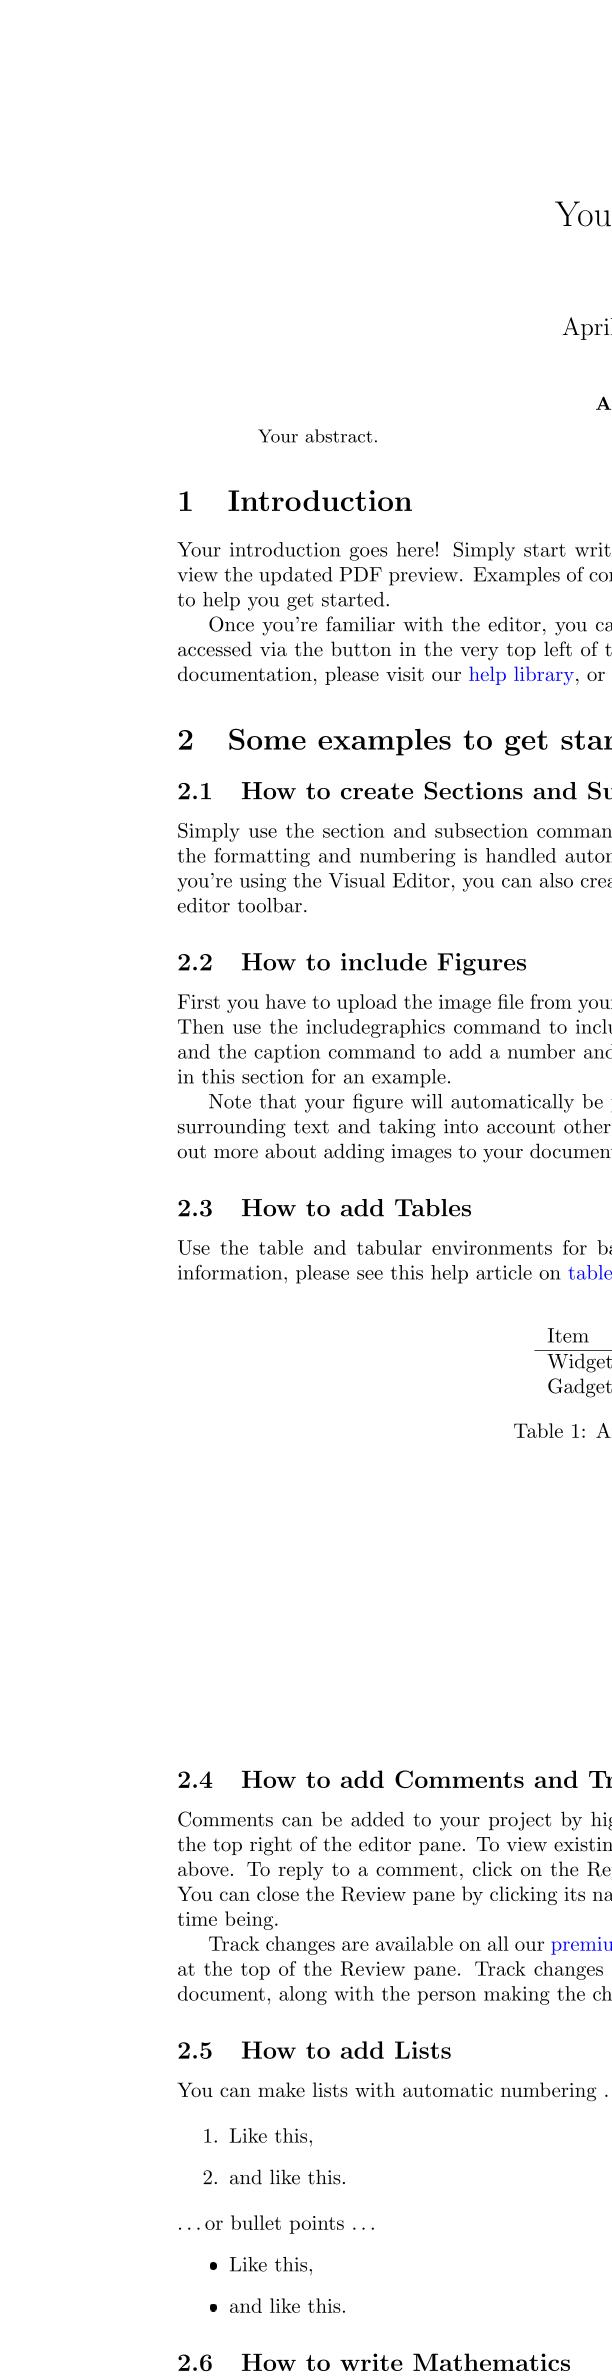 You
April
A
Your abstract.
1 Introduction
Your introduction goes here! Simply start writ
view the updated PDF preview. Examples of co
to help you get started.
Once you're familiar with the editor, you ca
accessed via the button in the very top left of t
documentation, please visit our help library, or
2 Some examples to get star
2.1 How to create Sections and Su
Simply use the section and subsection comman
the formatting and numbering is handled auto
you're using the Visual Editor, you can also crea
editor toolbar.
2.2 How to include Figures
First you have to upload the image file from your
Then use the includegraphics command to inclu
and the caption command to add a number and
in this section for an example.
Note that your figure will automatically be
surrounding text and taking into account other
out more about adding images to your document
2.3 How to add Tables
Use the table and tabular environments for ba
information, please see this help article on table
Item
Widget
Gadget
Table 1: A
2.4 How to add Comments and Tr
Comments can be added to your project by hig
the top right of the editor pane. To view existin
above. To reply to a comment, click on the Re
You can close the Review pane by clicking its na
time being.
Track changes are available on all our premiu
at the top of the Review pane. Track changes
document, along with the person making the ch
2.5 How to add Lists
You can make lists with automatic numbering .
1. Like this,
2. and like this.
...or bullet points ...
• Like this,
• and like this.
2.6 How to write Mathematics